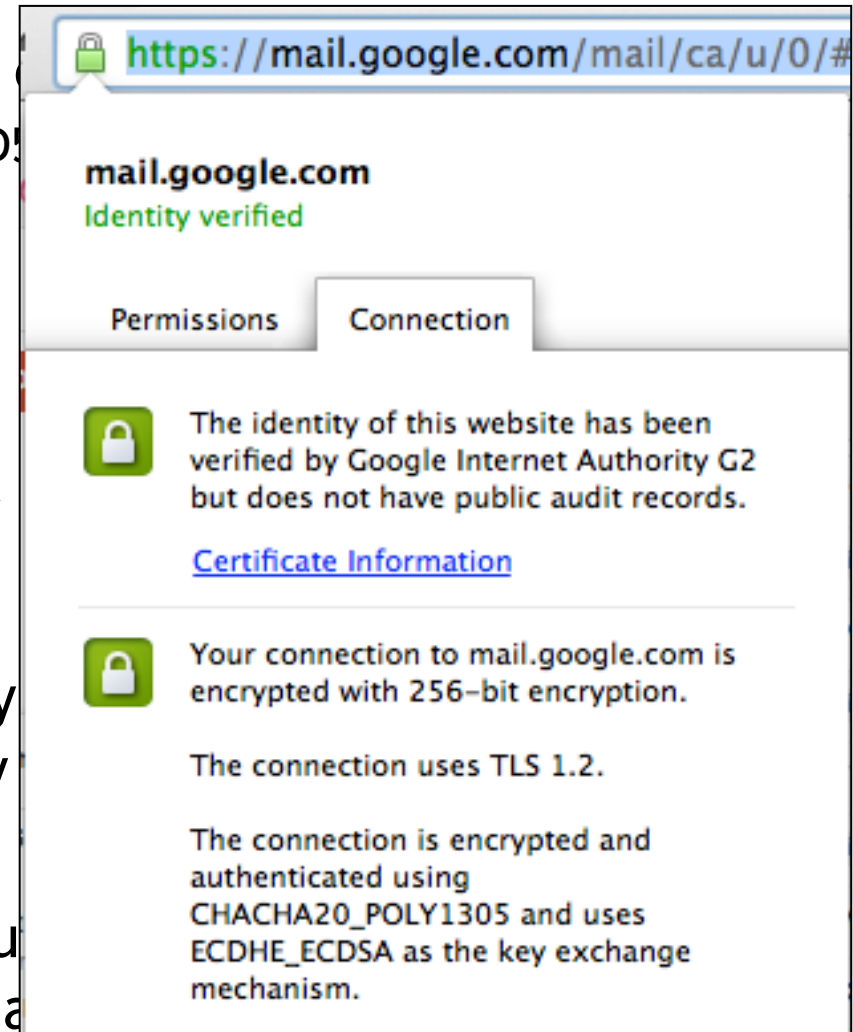 https://mail.google.com/mail/ca/u/0/#
mail.google.com
Identity verified
Permissions Connection
The identity of this website has been
verified by Google Internet Authority G2
but does not have public audit records.
Certificate Information
Your connection to mail.google.com is
encrypted with 256-bit encryption.
The connection uses TLS 1.2.
The connection is encrypted and
authenticated using
CHACHA20_POLY1305 and uses
ECDHE_ECDSA as the key exchange
mechanism.